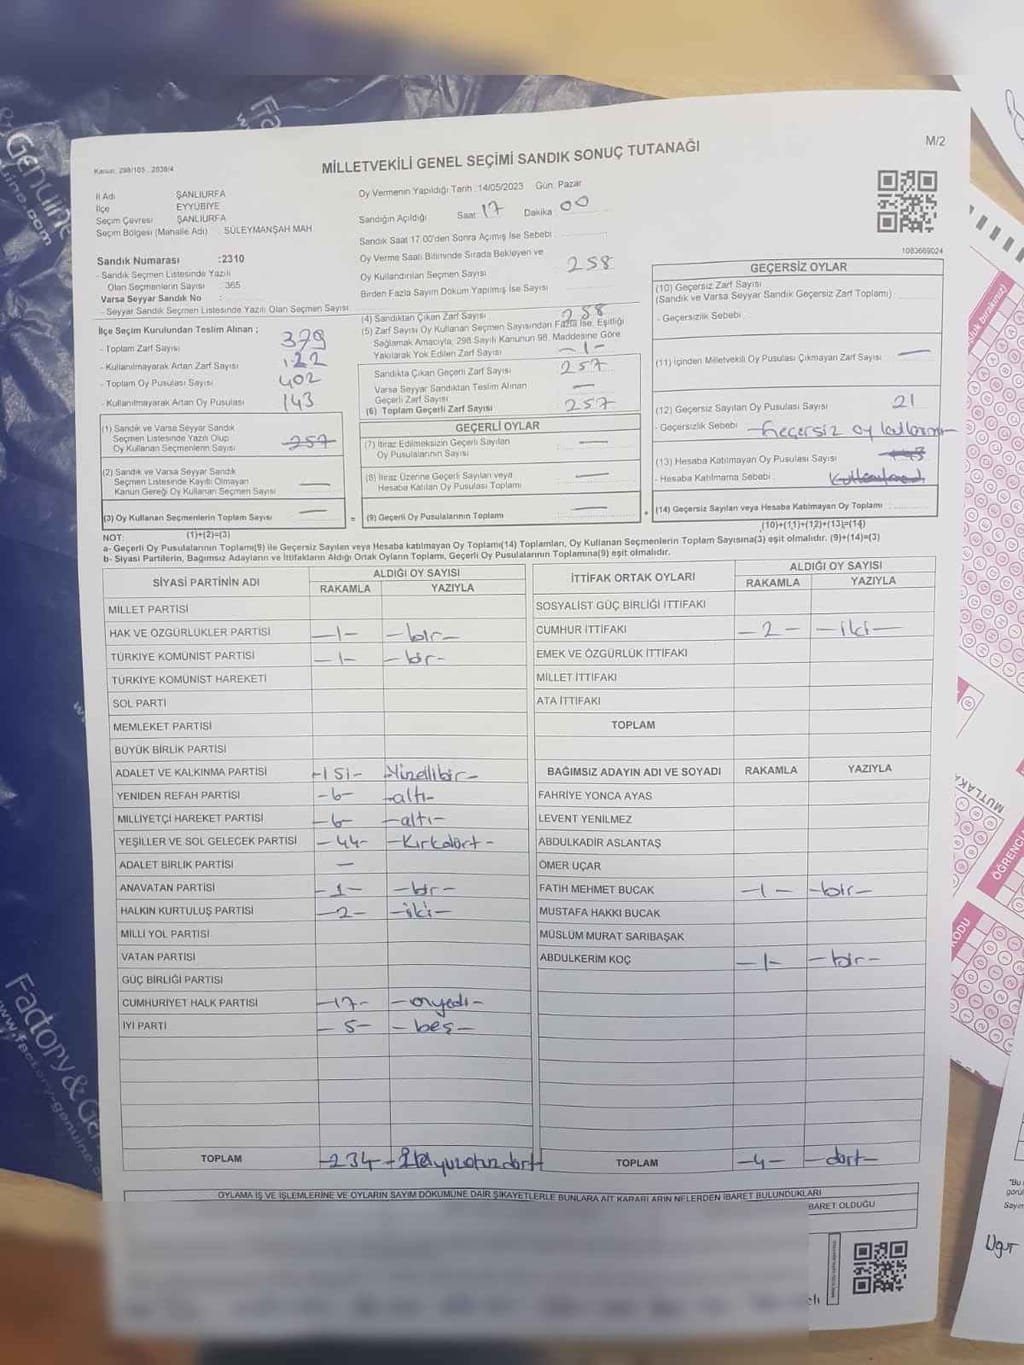 MİLLETVEKİLİ GENEL SEÇİMİ SANDIK SONUÇ TUTANAĞI
M/2
Kanun: 298/105
İl Adı ŞANLIURFA
İlçe EYYÜBİYE
Seçim Çevresi ŞANLIURFA
Seçim Bölgesi (Mahalle Adı) SÜLEYMANŞAH MAH.
Sandık Numarası :2310
- Sandık Seçmen Listesinde Yazılı
Olan Seçmenlerin Sayısı : 365
Varsa Seyyar Sandık No :
- Seyyar Sandık Listesinde Yazılı Olan Seçmen Sayısı
İlçe Seçim Kurulundan Teslim Alınan ;
- Toplam Zarf Sayısı 379
- Kullanılmayarak Artan Zarf Sayısı 122
- Toplam Oy Pusulası Sayısı 402
- Kullanılmayarak Artan Oy Pusulası 143
Oy Vermenin Yapıldığı Tarih : 14/05/2023 Gün: Pazar
Sandığın Açıldığı Saat 17 Dakika 00
Sandık Saat 17:00'den Sonra Açılmış İse Sebebi :
Oy Verme Saati Bitiminde Sırada Bekleyen ve
Oy Kullandırılan Seçmen Sayısı 258
Birden Fazla Sayım Döküm Yapılmış İse Sayısı
(4) Sandıktan Çıkan Zarf Sayısı 258
(5) Zarf Sayısı Oy Kullanan Seçmen Sayısından Fazla İse, Eşitliği
Sağlamak Amacıyla, 298 Sayılı Kanunun 98. Maddesine Göre
Yakılarak Yok Edilen Zarf Sayısı -1-
Sandıkta Çıkan Geçerli Zarf Sayısı 257
Varsa Seyyar Sandıktan Teslim Alınan
Geçerli Zarf Sayısı —
(6) Toplam Geçerli Zarf Sayısı 257
1083669024
GEÇERSİZ OYLAR
(10) Geçersiz Zarf Sayısı
(Sandık ve Varsa Seyyar Sandık Geçersiz Zarf Toplamı)
- Geçersizlik Sebebi
(11) İçinden Milletvekili Oy Pusulası Çıkmayan Zarf Sayısı —
(12) Geçersiz Sayılan Oy Pusulası Sayısı 21
- Geçersizlik Sebebi Geçersiz oy
(13) Hesaba Katılmayan Oy Pusulası Sayısı
- Hesaba Katılmama Sebebi
(14) Geçersiz Sayılan veya Hesaba Katılmayan Oy Toplamı
(10)+(11)+(12)+(13)=(14)
(1) Sandık ve Varsa Seyyar Sandık
Seçmen Listesinde Yazılı Olup
Oy Kullanan Seçmenlerin Sayısı 257
(2) Sandık ve Varsa Seyyar Sandık
Seçmen Listesinde Kayıtlı Olmayan
Kanun Gereği Oy Kullanan Seçmen Sayısı —
(3) Oy Kullanan Seçmenlerin Toplam Sayısı —
(1)+(2)=(3)
GEÇERLİ OYLAR
(7) İtiraz Edilmeksizin Geçerli Sayılan
Oy Pusulalarının Sayısı —
(8) İtiraz Üzerine Geçerli Sayılan veya
Hesaba Katılan Oy Pusulası Toplamı —
= (9) Geçerli Oy Pusulalarının Toplamı — +
NOT:
a- Geçerli Oy Pusulalarının Toplamı(9) ile Geçersiz Sayılan veya Hesaba katılmayan Oy Toplamı(14) Toplamları, Oy Kullanan Seçmenlerin Toplam Sayısına(3) eşit olmalıdır. (9)+(14)=(3)
b- Siyasi Partilerin, Bağımsız Adayların ve İttifakların Aldığı Ortak Oyların Toplamı, Geçerli Oy Pusulalarının Toplamına(9) eşit olmalıdır.
SİYASİ PARTİNİN ADI ALDIĞI OY SAYISI
RAKAMLA YAZIYLA
MİLLET PARTİSİ
HAK VE ÖZGÜRLÜKLER PARTİSİ -1- -bir-
TÜRKİYE KOMÜNİST PARTİSİ -1- -bir-
TÜRKİYE KOMÜNİST HAREKETİ
SOL PARTİ
MEMLEKET PARTİSİ
BÜYÜK BİRLİK PARTİSİ
ADALET VE KALKINMA PARTİSİ -151- Yüzellibir-
YENİDEN REFAH PARTİSİ -6- -altı-
MİLLİYETÇİ HAREKET PARTİSİ -6- -altı-
YEŞİLLER VE SOL GELECEK PARTİSİ -44- -Kırkdört-
ADALET BİRLİK PARTİSİ —
ANAVATAN PARTİSİ -1- -bir-
HALKIN KURTULUŞ PARTİSİ -2- -iki-
MİLLİ YOL PARTİSİ
VATAN PARTİSİ
GÜÇ BİRLİĞİ PARTİSİ
CUMHURİYET HALK PARTİSİ -17- -onyedi-
İYİ PARTİ -5- -beş-
TOPLAM -234- -İkiyüzotuzdört-
İTTİFAK ORTAK OYLARI ALDIĞI OY SAYISI
RAKAMLA YAZIYLA
SOSYALİST GÜÇ BİRLİĞİ İTTİFAKI
CUMHUR İTTİFAKI -2- -iki-
EMEK VE ÖZGÜRLÜK İTTİFAKI
MİLLET İTTİFAKI
ATA İTTİFAKI
TOPLAM
BAĞIMSIZ ADAYIN ADI VE SOYADI RAKAMLA YAZIYLA
FAHRİYE YONCA AYAS
LEVENT YENİLMEZ
ABDULKADİR ASLANTAŞ
ÖMER UÇAR
FATİH MEHMET BUCAK -1- -bir-
MUSTAFA HAKKI BUCAK
MÜSLÜM MURAT SARIBAŞAK
ABDULKERİM KOÇ -1- -bir-
TOPLAM -4- -dört-
OYLAMA İŞ VE İŞLEMLERİNE VE OYLARIN SAYIM DÖKÜMÜNE DAİR ŞİKAYETLERLE BUNLARA AİT KARARLARIN NELERDEN İBARET BULUNDUKLARI
BARET OLDUĞU
Genuine
Factory & Ge
www.factory-genuine.c
MUTLAKA
ÖĞRENCİ
KODU
Uğur